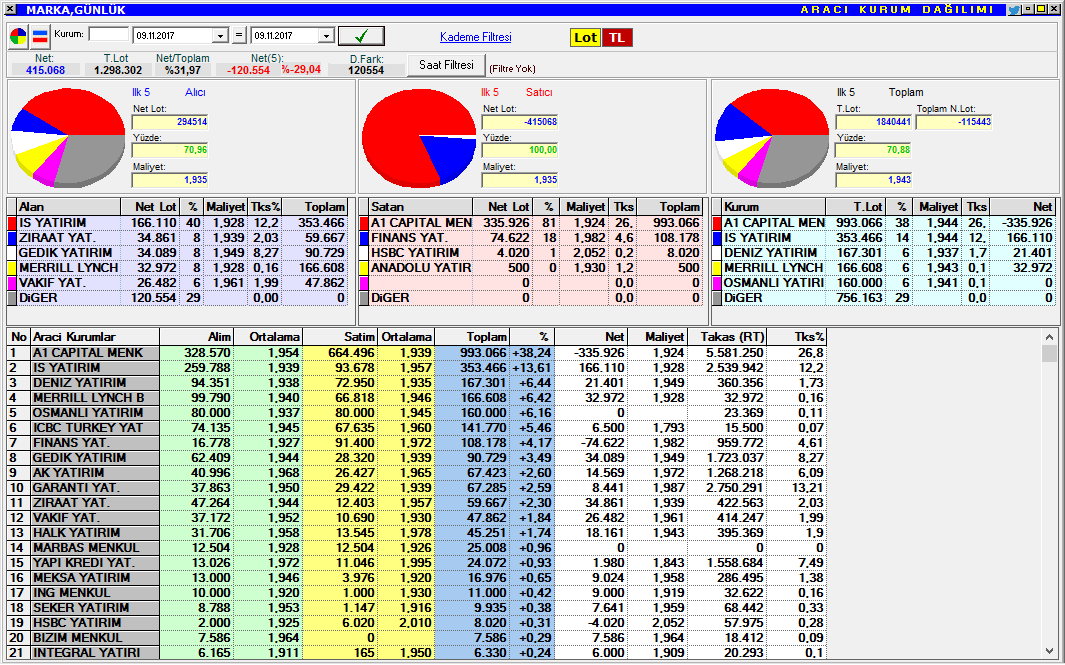 MARKA,GÜNLÜK ARACI KURUM DAĞILIMI
Kurum: 09.11.2017 = 09.11.2017 Kademe Filtresi Lot TL
Net: T.Lot Net/Toplam Net(5): D.Fark:
415.068 1.298.302 %31,97 -120.554 %-29,04 120554 Saat Filtresi (Filtre Yok)
Ilk 5 Alıcı
Net Lot:
294514
Yüzde:
70,96
Maliyet:
1,935
Ilk 5 Satıcı
Net Lot:
-415068
Yüzde:
100,00
Maliyet:
1,935
Ilk 5 Toplam
T.Lot: Toplam N.Lot:
1840441 -115443
Yüzde:
70,88
Maliyet:
1,943
Alan Net Lot % Maliyet Tks% Toplam
IS YATIRIM 166.110 40 1,928 12,2 353.466
ZIRAAT YAT. 34.861 8 1,939 2,03 59.667
GEDIK YATIRIM 34.089 8 1,949 8,27 90.729
MERRILL LYNCH 32.972 8 1,928 0,16 166.608
VAKIF YAT. 26.482 6 1,961 1,99 47.862
DiGER 120.554 29 0,00 0
Satan Net Lot % Maliyet Tks Toplam
A1 CAPITAL MEN 335.926 81 1,924 26, 993.066
FINANS YAT. 74.622 18 1,982 4,6 108.178
HSBC YATIRIM 4.020 1 2,052 0,2 8.020
ANADOLU YATIR 500 0 1,930 1,2 500
0 0,0 0
DiGER 0 0,0 0
Kurum T.Lot % Maliyet Tks Net
A1 CAPITAL MEN 993.066 38 1,944 26, -335.926
IS YATIRIM 353.466 14 1,944 12, 166.110
DENIZ YATIRIM 167.301 6 1,937 1,7 21.401
MERRILL LYNCH 166.608 6 1,943 0,1 32.972
OSMANLI YATIRI 160.000 6 1,941 0,1 0
DiGER 756.163 29 0,0 0
No Araci Kurumlar Alim Ortalama Satim Ortalama Toplam % Net Maliyet Takas (RT) Tks%
1 A1 CAPITAL MENK 328.570 1,954 664.496 1,939 993.066 +38,24 -335.926 1,924 5.581.250 26,8
2 IS YATIRIM 259.788 1,939 93.678 1,957 353.466 +13,61 166.110 1,928 2.539.942 12,2
3 DENIZ YATIRIM 94.351 1,938 72.950 1,935 167.301 +6,44 21.401 1,949 360.356 1,73
4 MERRILL LYNCH B 99.790 1,940 66.818 1,946 166.608 +6,42 32.972 1,928 32.972 0,16
5 OSMANLI YATIRIM 80.000 1,937 80.000 1,945 160.000 +6,16 0 23.369 0,11
6 ICBC TURKEY YAT 74.135 1,945 67.635 1,960 141.770 +5,46 6.500 1,793 15.500 0,07
7 FINANS YAT. 16.778 1,927 91.400 1,972 108.178 +4,17 -74.622 1,982 959.772 4,61
8 GEDIK YATIRIM 62.409 1,944 28.320 1,939 90.729 +3,49 34.089 1,949 1.723.037 8,27
9 AK YATIRIM 40.996 1,968 26.427 1,965 67.423 +2,60 14.569 1,972 1.268.218 6,09
10 GARANTI YAT. 37.863 1,950 29.422 1,939 67.285 +2,59 8.441 1,987 2.750.291 13,21
11 ZIRAAT YAT. 47.264 1,944 12.403 1,957 59.667 +2,30 34.861 1,939 422.563 2,03
12 VAKIF YAT. 37.172 1,952 10.690 1,930 47.862 +1,84 26.482 1,961 414.247 1,99
13 HALK YATIRIM 31.706 1,958 13.545 1,978 45.251 +1,74 18.161 1,943 395.369 1,9
14 MARBAS MENKUL 12.504 1,928 12.504 1,926 25.008 +0,96 0 0 0
15 YAPI KREDI YAT. 13.026 1,972 11.046 1,995 24.072 +0,93 1.980 1,843 1.558.684 7,49
16 MEKSA YATIRIM 13.000 1,946 3.976 1,920 16.976 +0,65 9.024 1,958 286.495 1,38
17 ING MENKUL 10.000 1,920 1.000 1,930 11.000 +0,42 9.000 1,919 32.622 0,16
18 SEKER YATIRIM 8.788 1,953 1.147 1,916 9.935 +0,38 7.641 1,959 68.442 0,33
19 HSBC YATIRIM 2.000 1,925 6.020 2,010 8.020 +0,31 -4.020 2,052 57.975 0,28
20 BIZIM MENKUL 7.586 1,964 0 7.586 +0,29 7.586 1,964 18.412 0,09
21 INTEGRAL YATIRI 6.165 1,911 165 1,950 6.330 +0,24 6.000 1,909 20.293 0,1